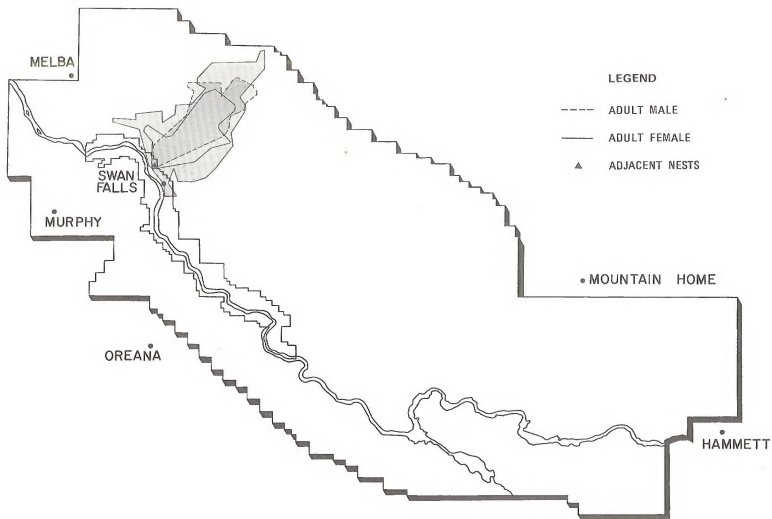 MELBA
SWAN
FALLS
MURPHY
OREANA
LEGEND
ADULT MALE
ADULT FEMALE
ADJACENT NESTS
MOUNTAIN HOME
HAMMETT